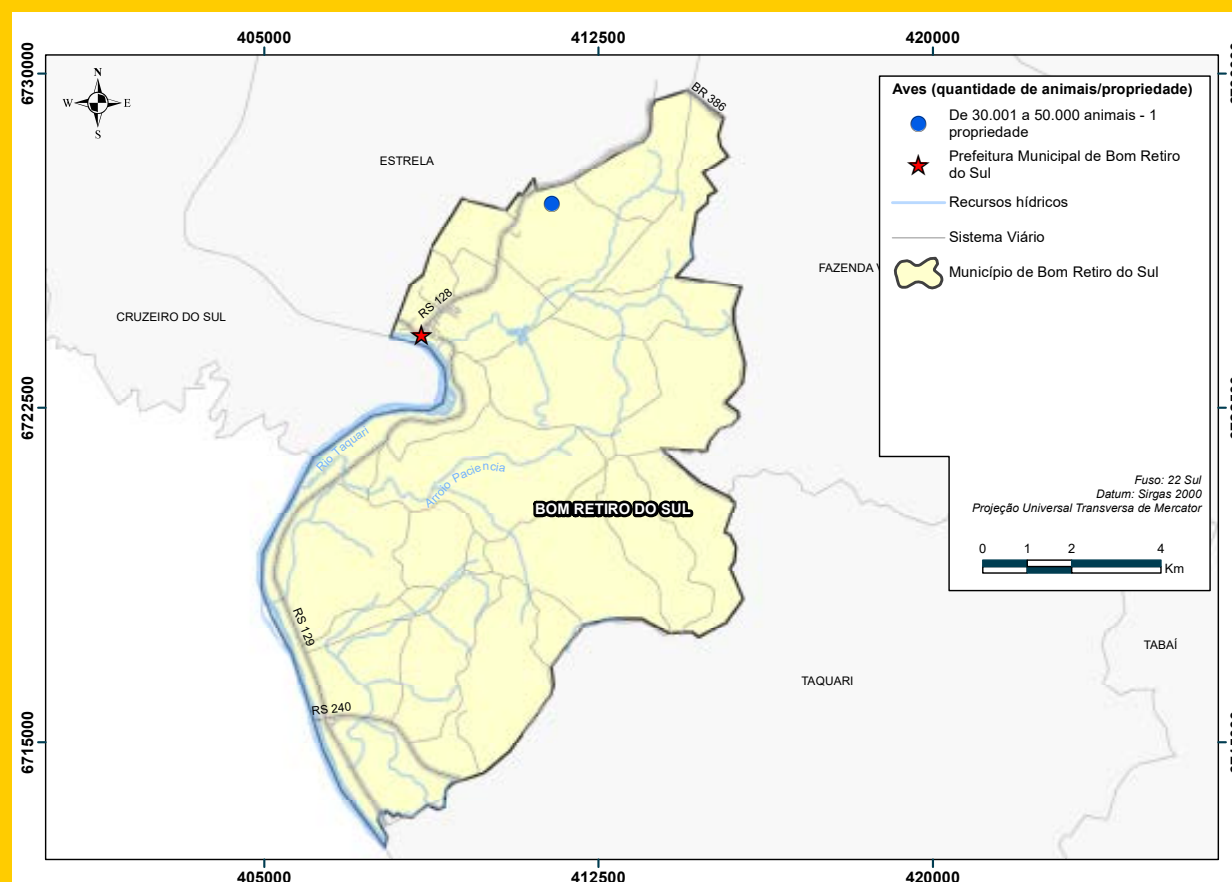 405000
412500
420000
6730000
N
W
E
S
BR 386
ESTRELA
Aves (quantidade de animais/propriedade)
De 30.001 a 50.000 animais - 1
propriedade
Prefeitura Municipal de Bom Retiro
do Sul
Recursos hídricos
Sistema Viário
Município de Bom Retiro do Sul
FAZENDA V
CRUZEIRO DO SUL
RS 128
6722500
Rio Taquari
Arroio Paciencia
BOM RETIRO DO SUL
Fuso: 22 Sul
Datum: Sirgas 2000
Projeção Universal Transversa de Mercator
0 1 2 4
Km
RS 129
TABAÍ
TAQUARI
RS 240
6715000
405000
412500
420000